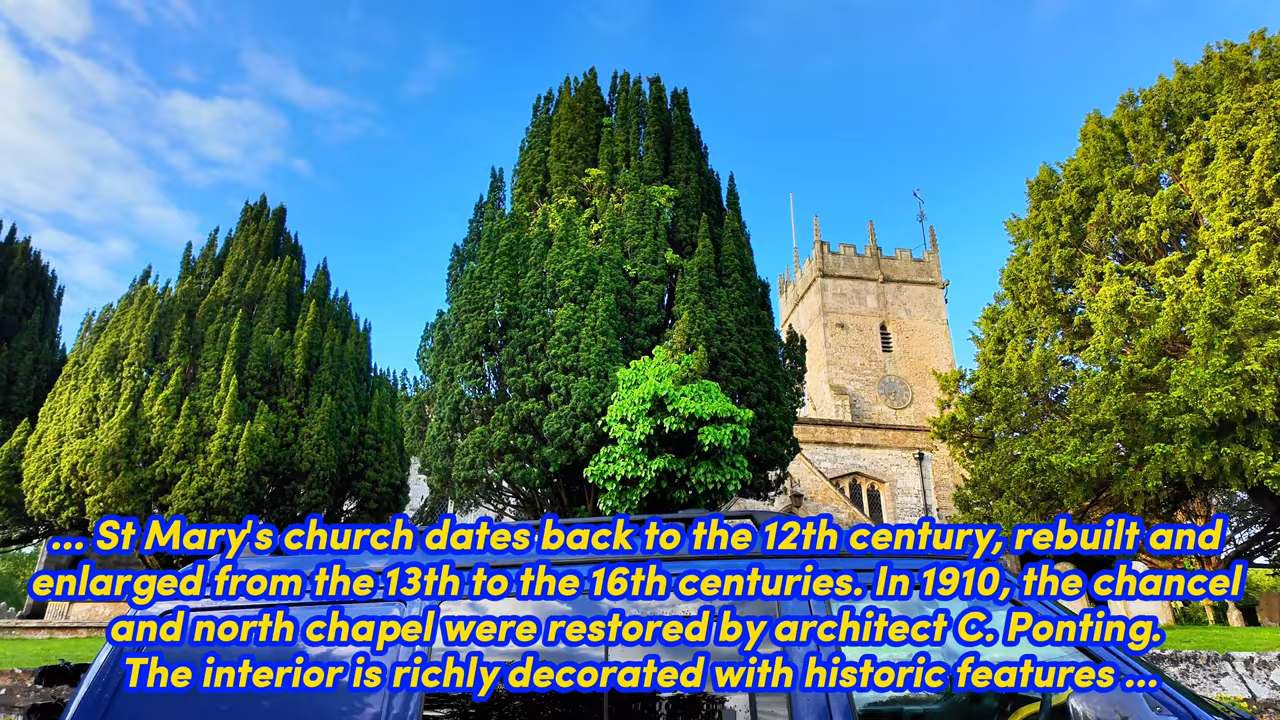 ... St Mary's church dates back to the 12th century, rebuilt and
enlarged from the 13th to the 16th centuries. In 1910, the chancel
and north chapel were restored by architect C. Ponting.
The interior is richly decorated with historic features ...